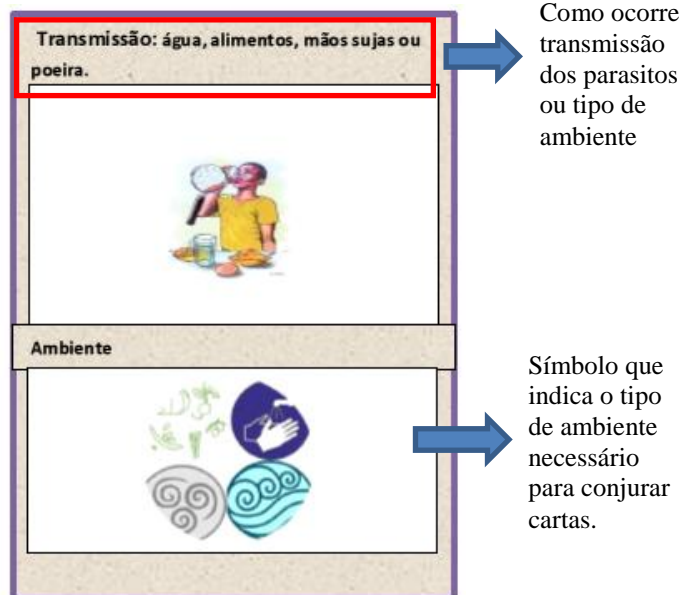 Transmissão: água, alimentos, mãos sujas ou
poeira.
Como ocorre
transmissão
dos parasitos
ou tipo de
ambiente
Ambiente
Símbolo que
indica o tipo
de ambiente
necessário
para conjurar
cartas.